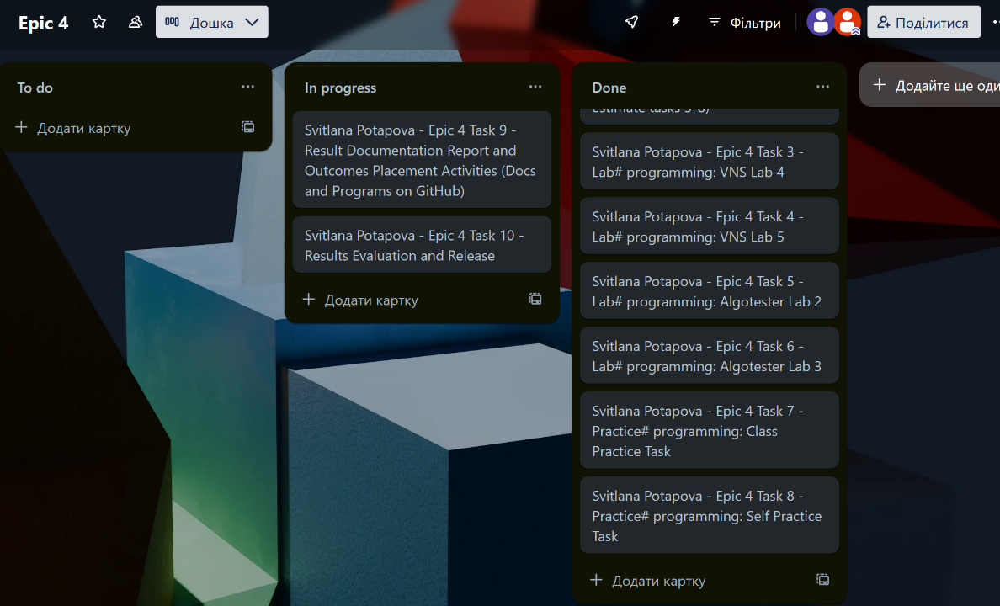 Epic 4
Дошка
Фільтри
Поділитися
To do
Додати картку
In progress
Svitlana Potapova - Epic 4 Task 9 -
Result Documentation Report and
Outcomes Placement Activities (Docs
and Programs on GitHub)
Svitlana Potapova - Epic 4 Task 10 -
Results Evaluation and Release
Додати картку
Done
estimate tasks 3-8)
Svitlana Potapova - Epic 4 Task 3 -
Lab# programming: VNS Lab 4
Svitlana Potapova - Epic 4 Task 4 -
Lab# programming: VNS Lab 5
Svitlana Potapova - Epic 4 Task 5 -
Lab# programming: Algotester Lab 2
Svitlana Potapova - Epic 4 Task 6 -
Lab# programming: Algotester Lab 3
Svitlana Potapova - Epic 4 Task 7 -
Practice# programming: Class
Practice Task
Svitlana Potapova - Epic 4 Task 8 -
Practice# programming: Self Practice
Task
Додати картку
Додайте ще оди